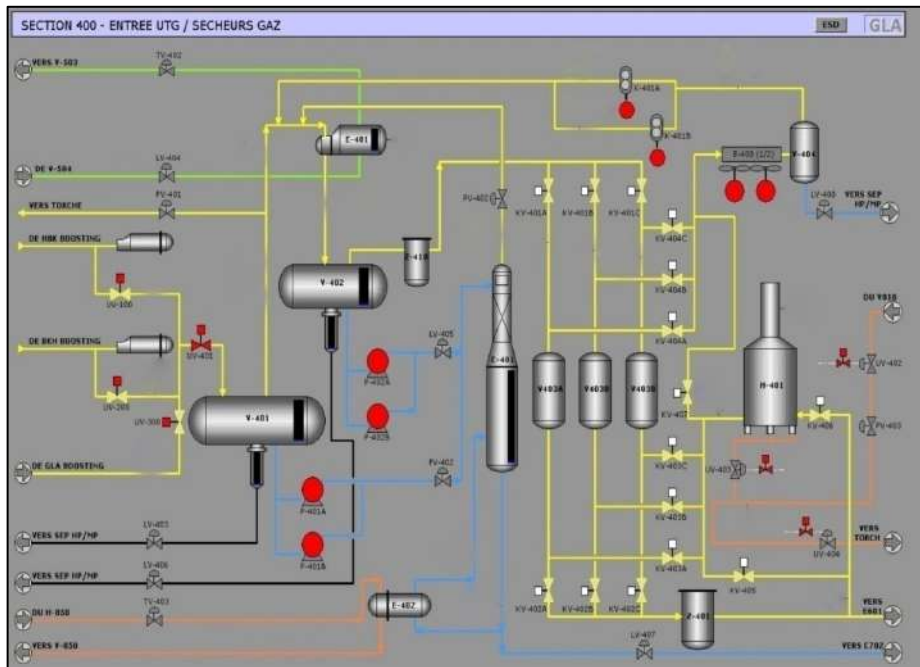 SECTION 400 - ENTREE UTG / SECHEURS GAZ
ESD
GLA
VERS V-503
TV-402
K-401A
K-401B
E-401
E-403 (1/2)
V-404
DE V-504
LV-404
PV-401
VERS TORCHE
PV-402
KV-401A
KV-401B
KV-401C
LV-408
VERS SEP
HP/MP
KV-404C
DE HBK BOOSTING
Z-410
V-402
KV-404B
UV-100
DU V810
LV-405
KV-404A
UV-401
DE BKH BOOSTING
P-402A
C-401
V403A
V403B
H-401
UV-402
UV-200
KV-407
V-401
KV-406
P-402B
PV-403
UV-300
KV-403C
FV-402
UV-403
DE GLA BOOSTING
P-401A
KV-403B
VERS SEP HP/MP
LV-403
P-401B
VERS
TORCH
UV-404
KV-403A
VERS SEP HP/MP
LV-406
KV-405
DU H-850
TV-403
E-402
KV-402A
KV-402B
KV-402C
Z-401
VERS
E601
VERS V-850
LV-407
VERS C702